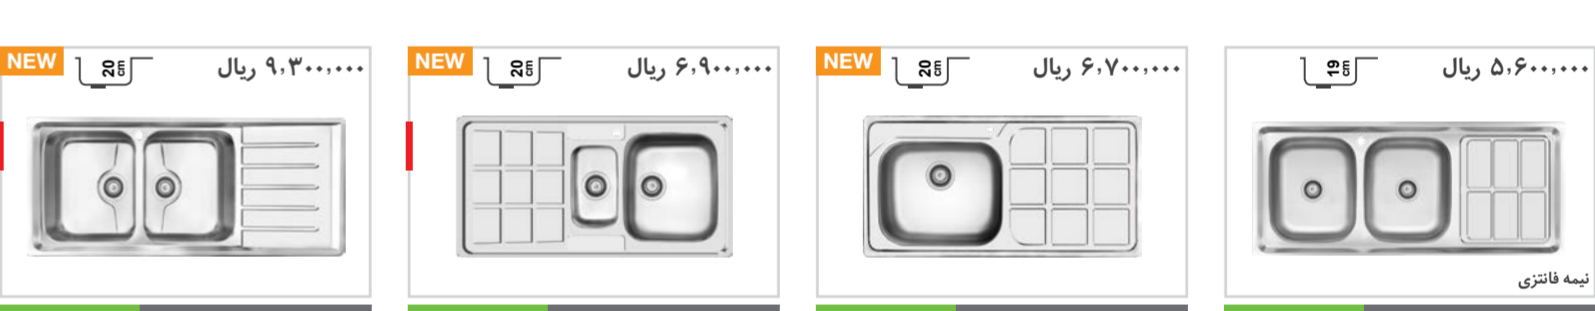 NEW
20 cm
۹,۳۰۰,۰۰۰ ریال
NEW
20 cm
۶,۹۰۰,۰۰۰ ریال
NEW
20 cm
۶,۷۰۰,۰۰۰ ریال
19 cm
۵,۶۰۰,۰۰۰ ریال
نیمه فانتزی